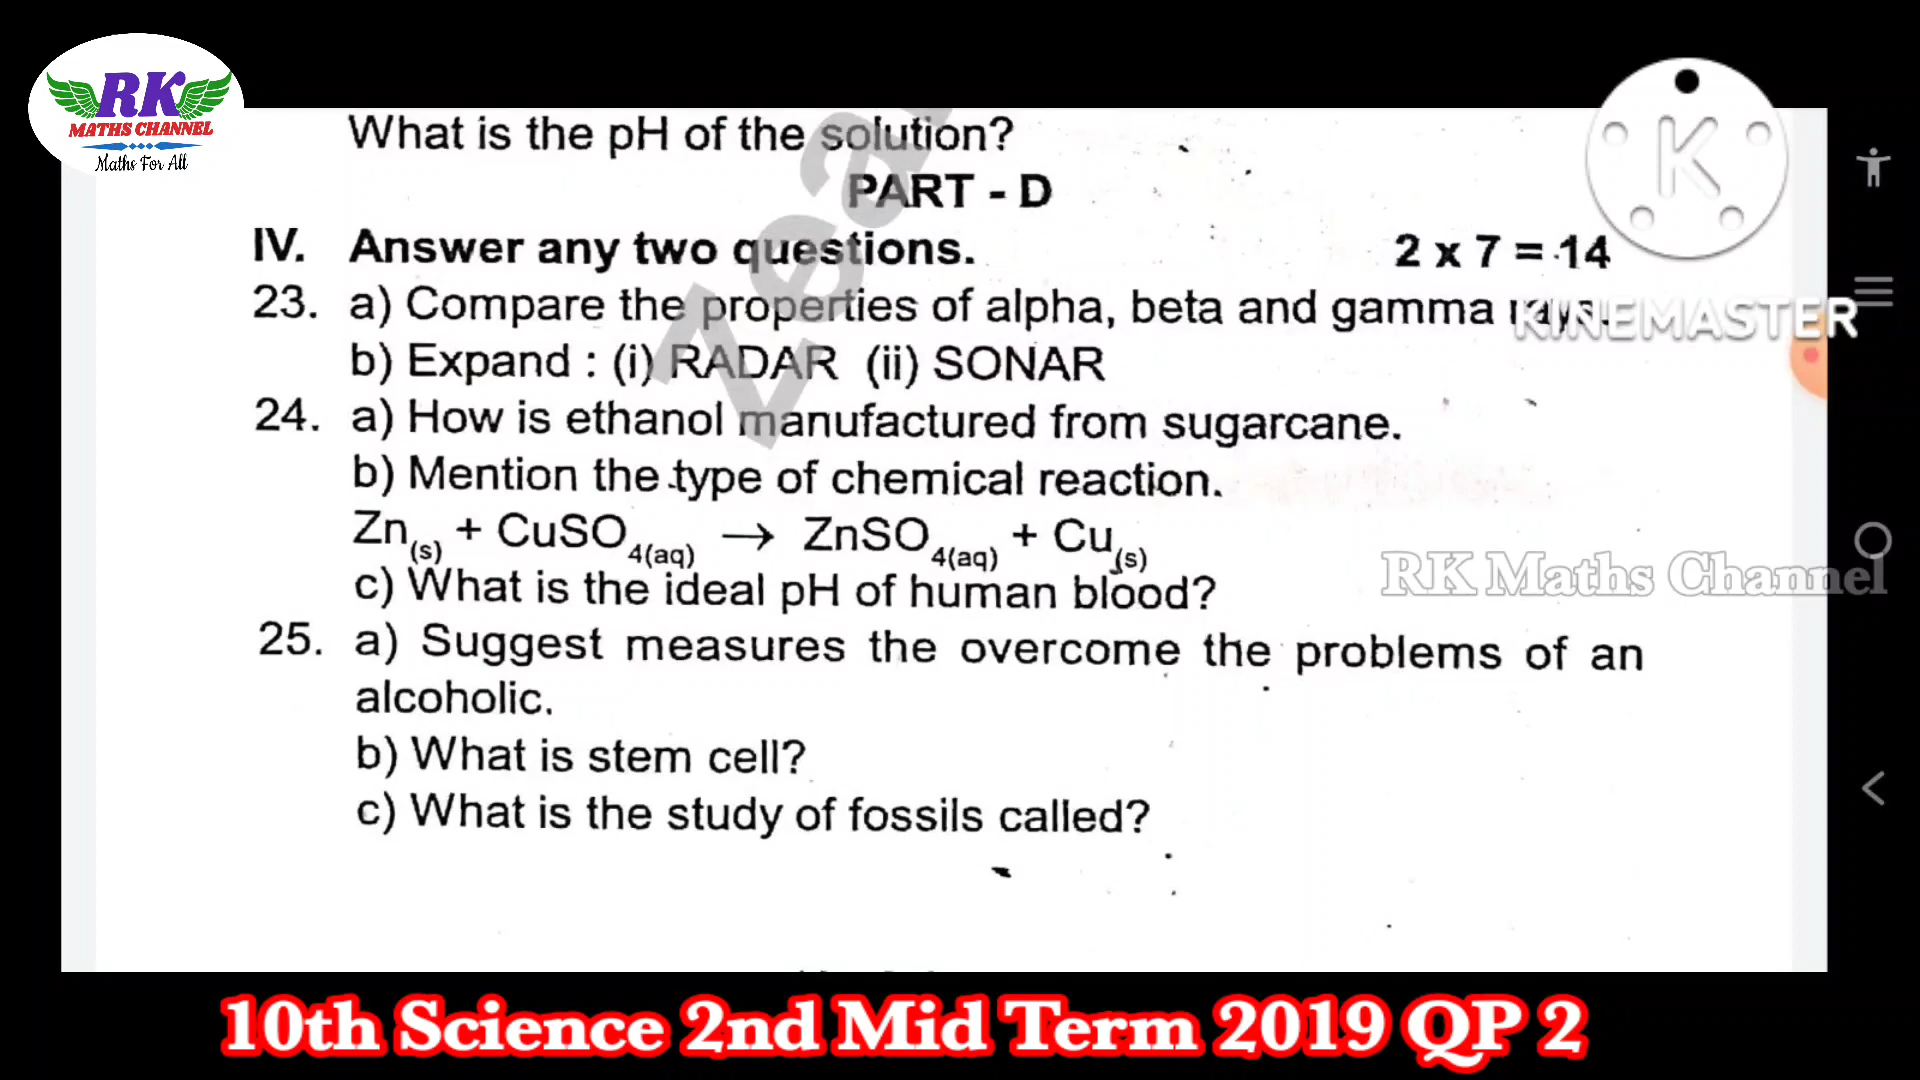 RK
MATHS CHANNEL
Maths For All
What is the pH of the solution?
PART - D
IV. Answer any two questions. 2 x 7 = 14
23. a) Compare the properties of alpha, beta and gamma rays.
b) Expand : (i) RADAR (ii) SONAR
24. a) How is ethanol manufactured from sugarcane.
b) Mention the type of chemical reaction.
Zn(s) + CuSO4(aq) → ZnSO4(aq) + Cu(s)
c) What is the ideal pH of human blood?
25. a) Suggest measures the overcome the problems of an
alcoholic.
b) What is stem cell?
c) What is the study of fossils called?
K
KINEMASTER
RK Maths Channel
10th Science 2nd Mid Term 2019 QP 2